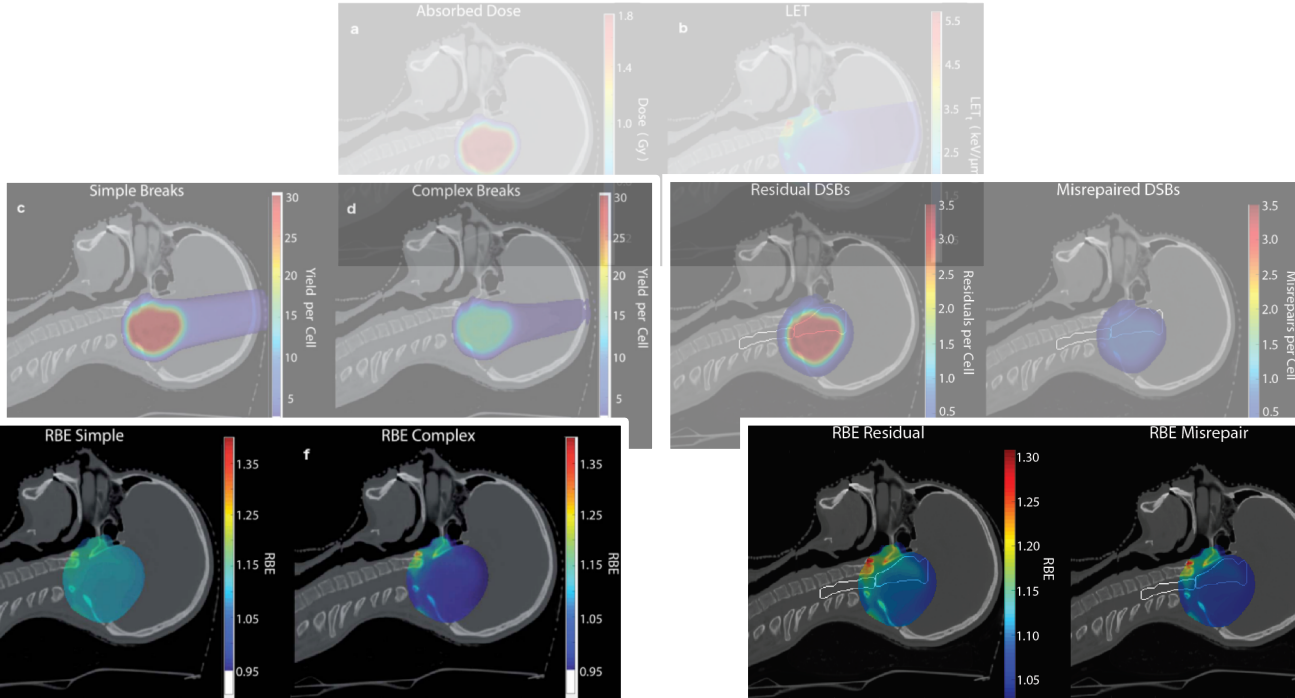 Absorbed Dose
LET
a
b
1.8
1.4
1.0
Dose (Gy)
5.5
4.5
3.5
2.5
LET
(keV/μm
Simple Breaks
Complex Breaks
c
d
30
25
20
15
10
5
Yield per Cell
30
25
20
15
10
5
Yield per Cell
Residual DSBs
Misrepaired DSBs
3.5
3.0
2.5
2.0
1.5
1.0
0.5
Residuals per Cell
3.5
3.0
2.5
2.0
1.5
1.0
0.5
Misrepairs per Cell
RBE Simple
RBE Complex
f
1.35
1.25
1.15
1.05
0.95
RBE
1.35
1.25
1.15
1.05
0.95
RBE
RBE Residual
RBE Misrepair
1.30
1.25
1.20
1.15
1.10
1.05
RBE